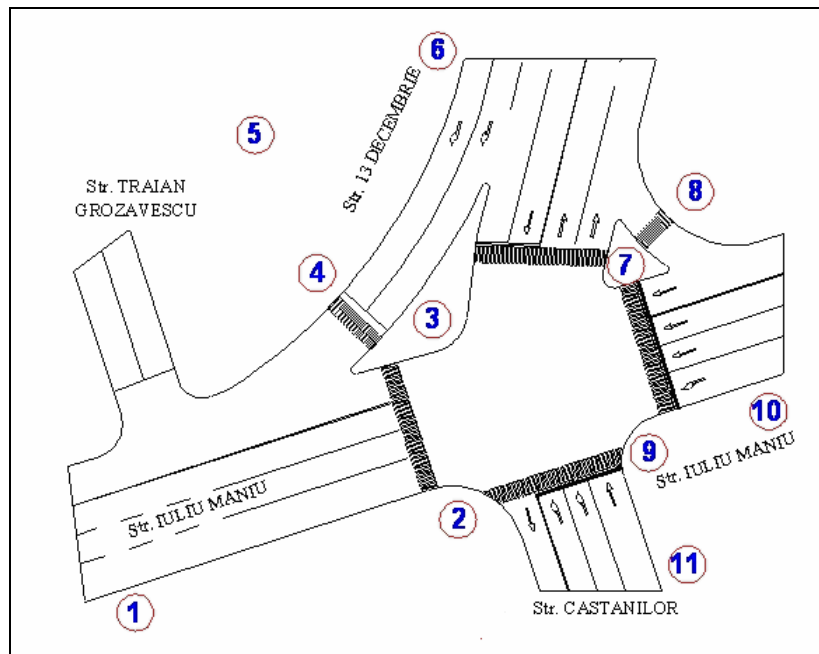 6
Str. 13 DECEMBRIE
5
Str. TRAIAN
GROZAVESCU
8
4
7
3
10
9
Str. IULIU MANIU
Str. IULIU MANIU
2
11
1
Str. CASTANILOR